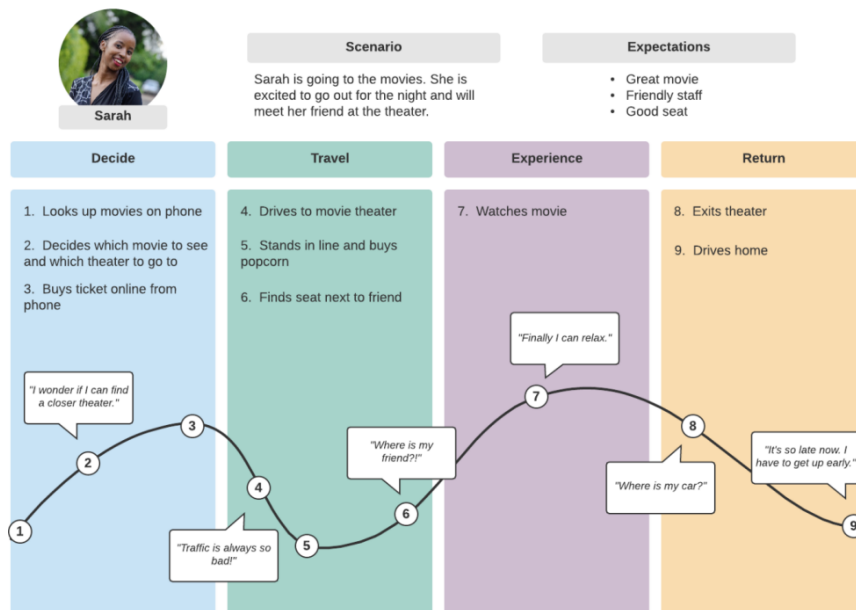 Scenario
Expectations
Sarah is going to the movies. She is
excited to go out for the night and will
meet her friend at the theater.
• Great movie
• Friendly staff
• Good seat
Sarah
Decide
Travel
Experience
Return
1. Looks up movies on phone
2. Decides which movie to see
and which theater to go to
3. Buys ticket online from
phone
4. Drives to movie theater
5. Stands in line and buys
popcorn
6. Finds seat next to friend
7. Watches movie
8. Exits theater
9. Drives home
"I wonder if I can find
a closer theater."
"Traffic is always so
bad!"
"Where is my
friend?!"
"Finally I can relax."
"Where is my car?"
"It's so late now. I
have to get up early."
1
2
3
4
5
6
7
8
9